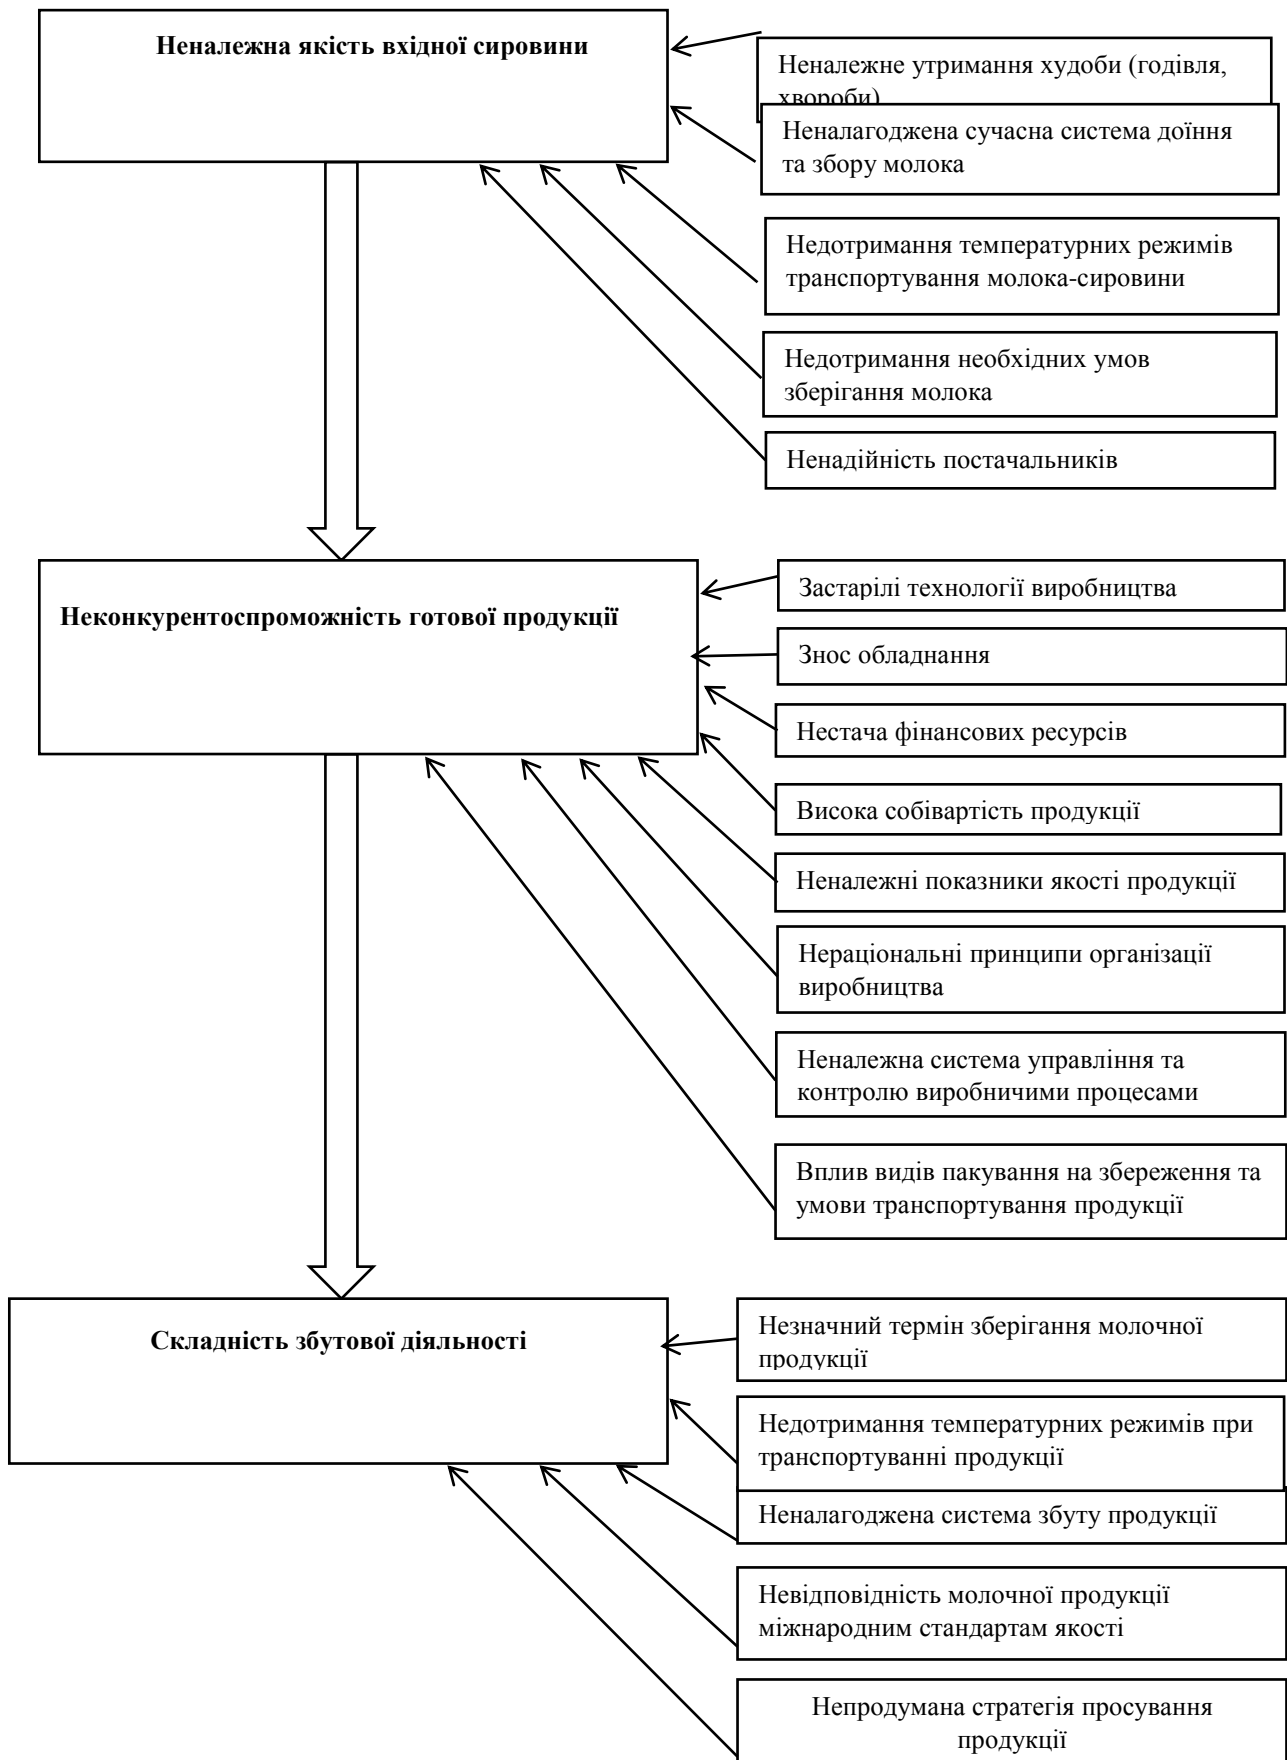 Неналежна якість вхідної сировини
Неналежне утримання худоби (годівля,
хвороби)
Неналагоджена сучасна система доїння
та збору молока
Недотримання температурних режимів
транспортування молока-сировини
Недотримання необхідних умов
зберігання молока
Ненадійність постачальників
Неконкурентоспроможність готової продукції
Застарілі технології виробництва
Знос обладнання
Нестача фінансових ресурсів
Висока собівартість продукції
Неналежні показники якості продукції
Нераціональні принципи організації
виробництва
Неналежна система управління та
контролю виробничими процесами
Вплив видів пакування на збереження та
умови транспортування продукції
Складність збутової діяльності
Незначний термін зберігання молочної
продукції
Недотримання температурних режимів при
транспортуванні продукції
Неналагоджена система збуту продукції
Невідповідність молочної продукції
міжнародним стандартам якості
Непродумана стратегія просування
продукції